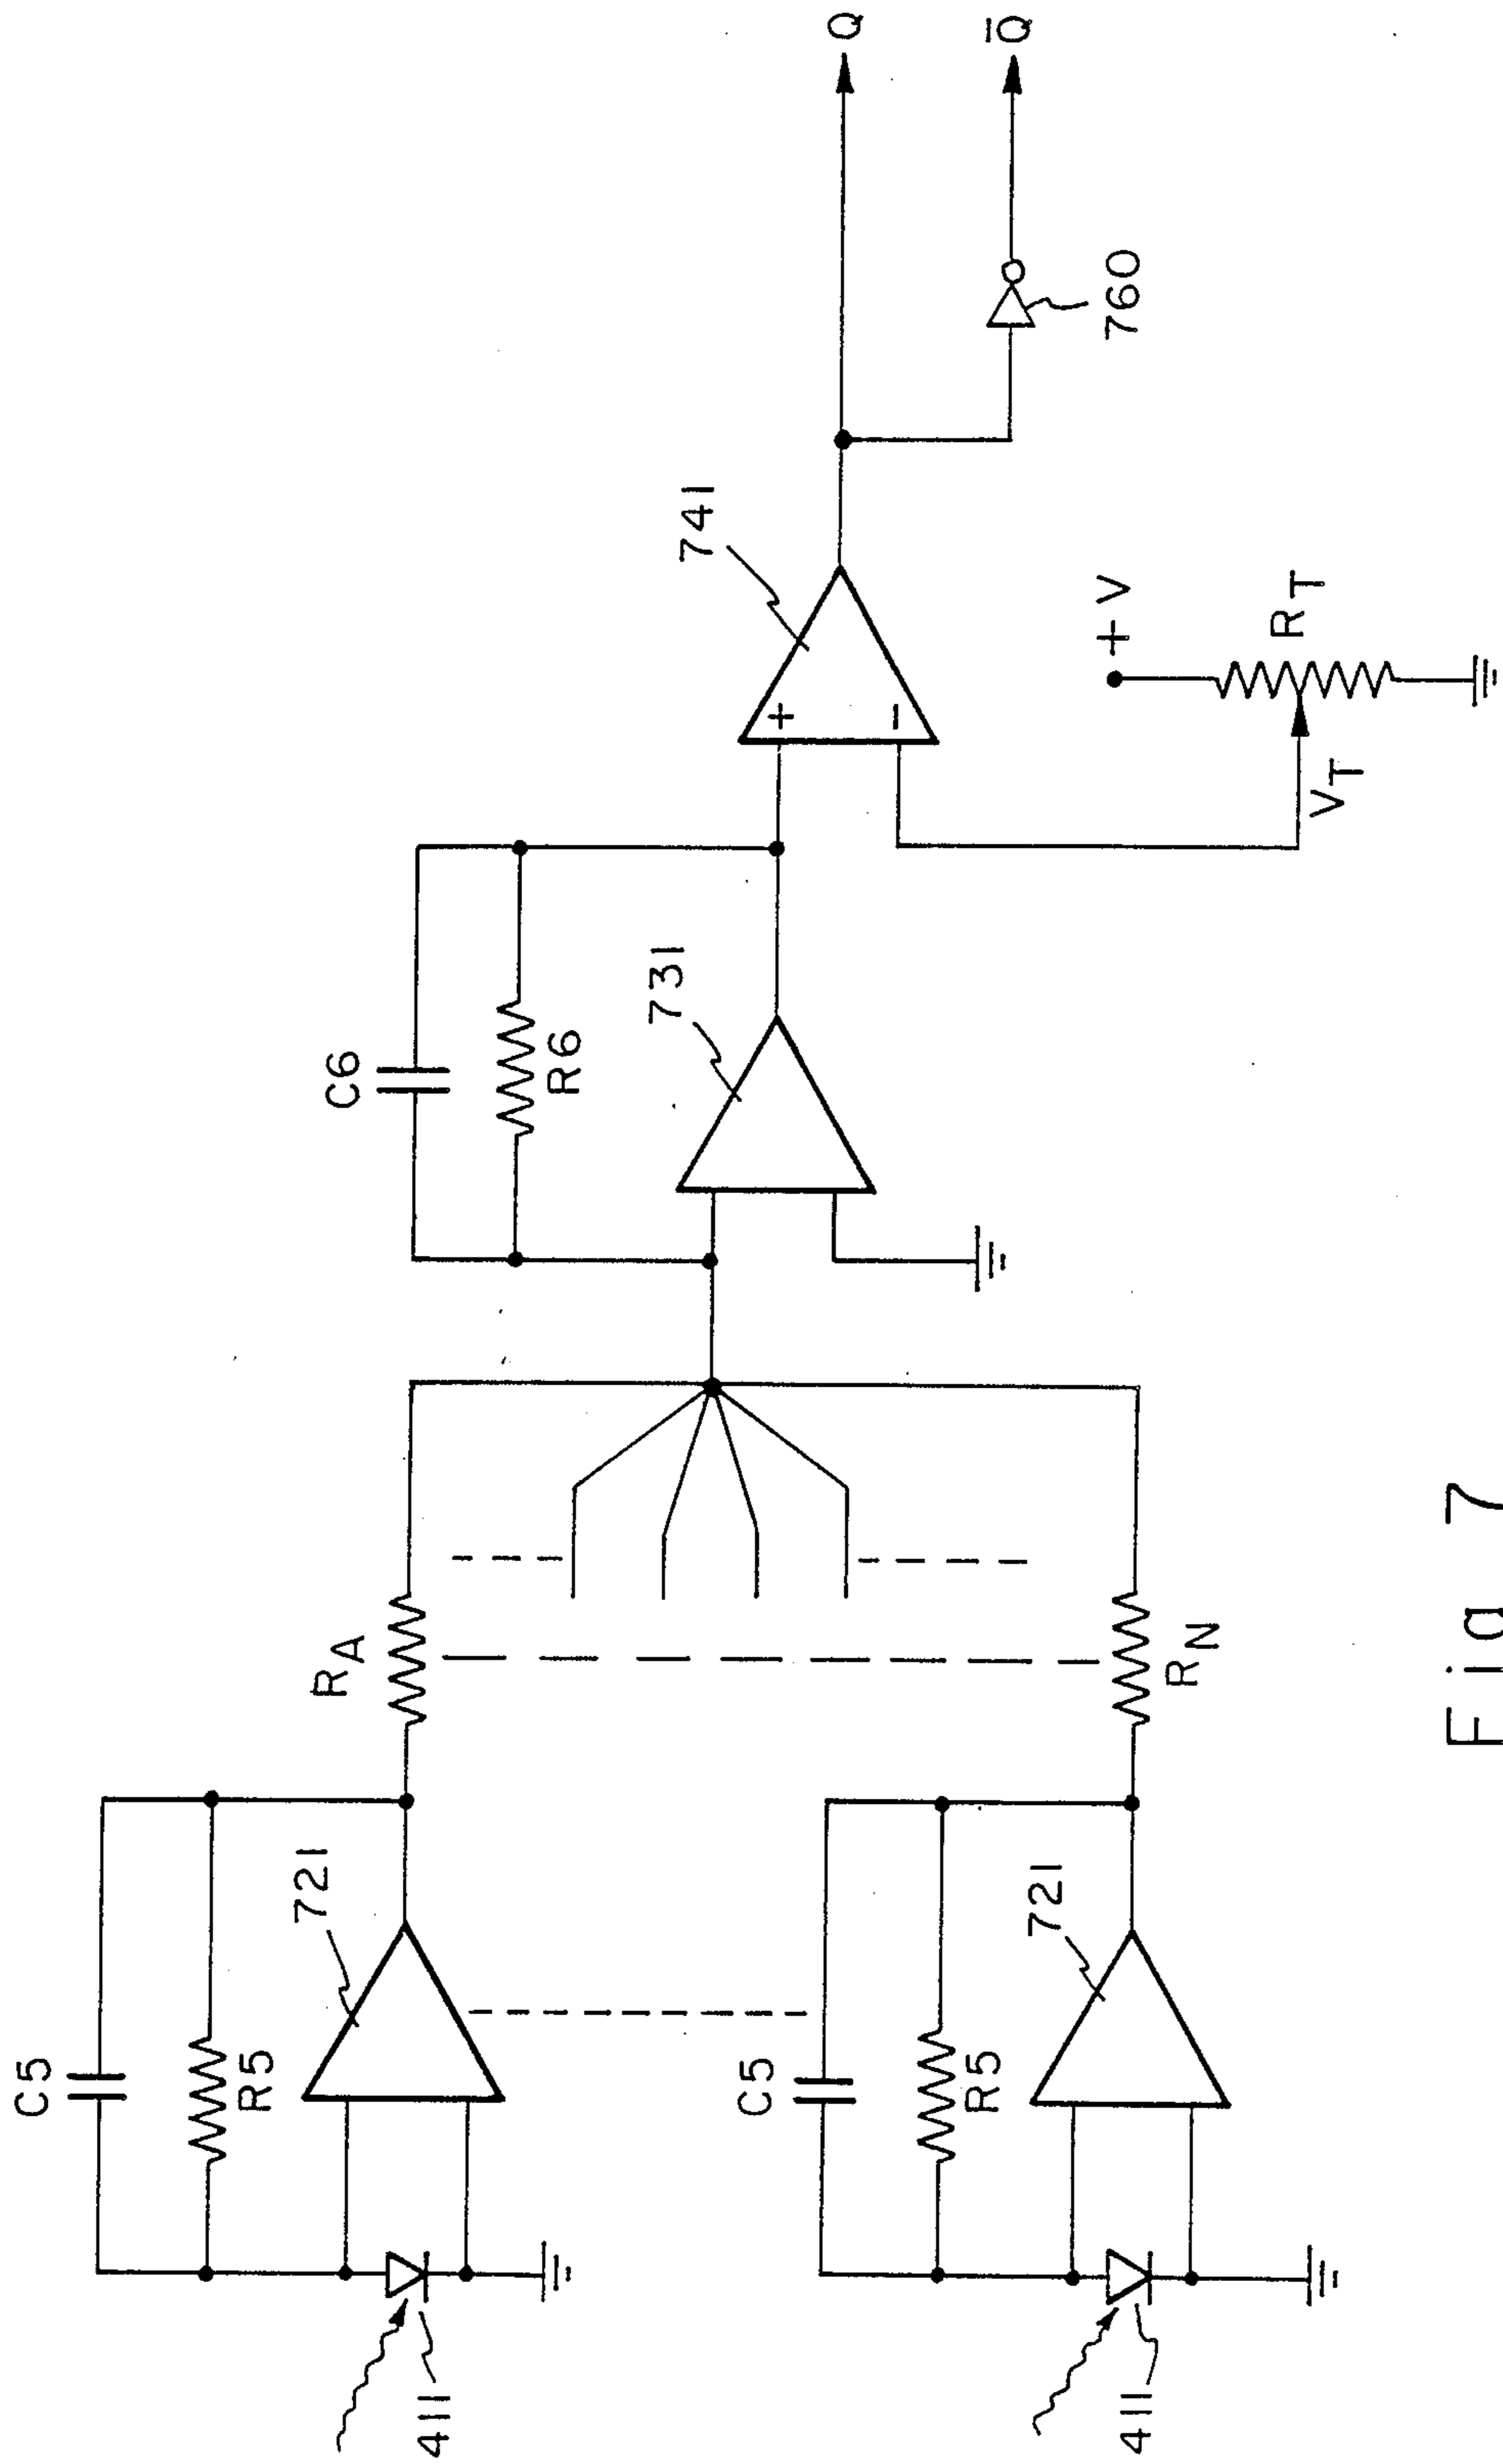 C5
R5
721
411
R_A
C6
R6
731
741
Q
Q̄
760
+V
R_T
V_T
C5
R5
721
411
R_N
+
−
Fig 7